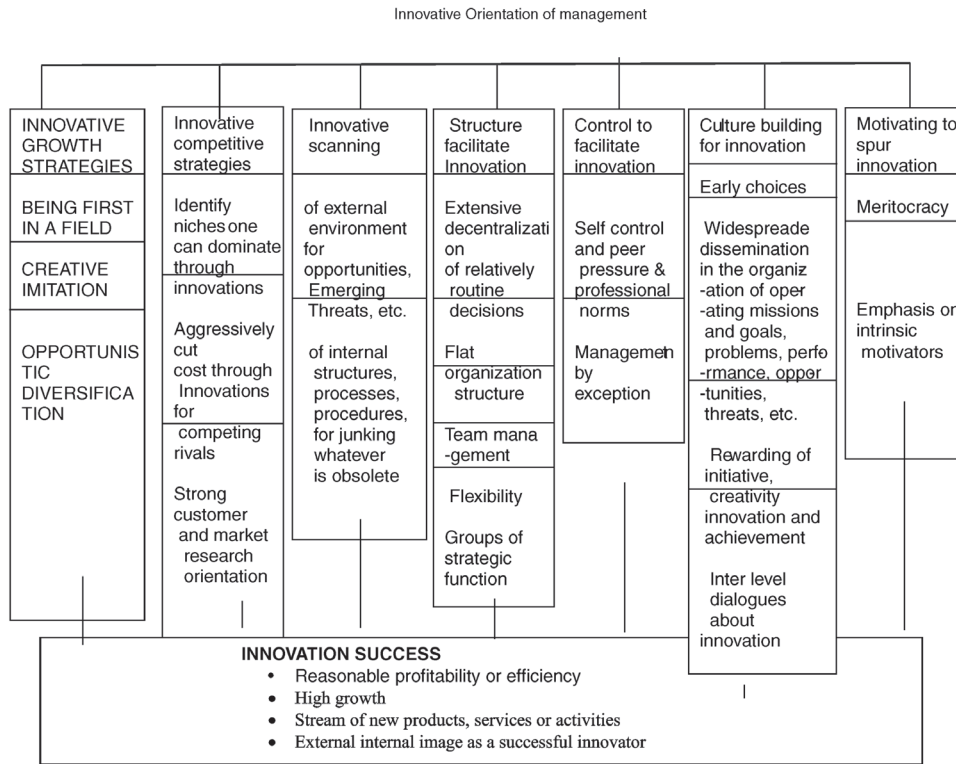 Innovative Orientation of management
INNOVATIVE
GROWTH
STRATEGIES
BEING FIRST
IN A FIELD
CREATIVE
IMITATION
OPPORTUNIS
TIC
DIVERSIFICA
TION
Innovative
competitive
strategies
Identify
niches one
can dominate
through
innovations
Aggressively
cut
cost through
Innovations
for
competing
rivals
Strong
customer
and market
research
orientation
Innovative
scanning
of external
environment
for
opportunities,
Emerging
Threats, etc.
of internal
structures,
processes,
procedures,
for junking
whatever
is obsolete
Structure
facilitate
Innovation
Extensive
decentralizati
on
of relatively
routine
decisions
Flat
organization
structure
Team mana
-gement
Flexibility
Groups of
strategic
function
Control to
facilitate
innovation
Self control
and peer
pressure &
professional
norms
Management
by
exception
Culture building
for innovation
Early choices
Widespreade
dissemination
in the organiz-
-ation of oper-
-ating missions
and goals,
problems, perfo-
-rmance, oppor-
-tunities,
threats, etc.
Rewarding of
initiative,
creativity
innovation and
achievement
Inter level
dialogues
about
innovation
Motivating to
spur
innovation
Meritocracy
Emphasis on
intrinsic
motivators
INNOVATION SUCCESS
• Reasonable profitability or efficiency
• High growth
• Stream of new products, services or activities
• External internal image as a successful innovator